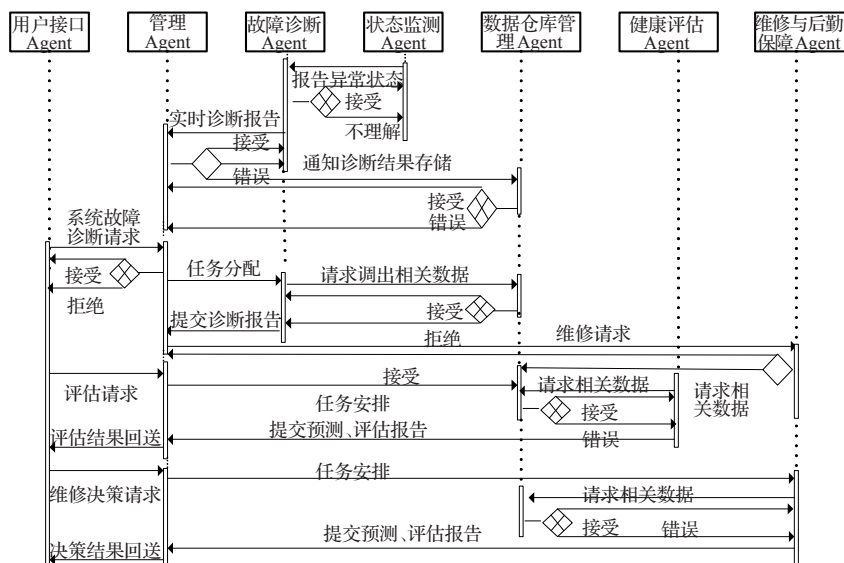 用户接口
Agent
管理
Agent
故障诊断
Agent
状态监测
Agent
数据仓库管
理Agent
健康评估
Agent
维修与后勤
保障Agent
报告异常状态
接受
不理解
实时诊断报告
接受
错误
通知诊断结果存储
接受
错误
系统故障
诊断请求
接受
拒绝
任务分配
请求调出相关数据
接受
提交诊断报告
拒绝
维修请求
评估请求
接受
任务安排
请求相关数据
接受
错误
请求相
关数据
提交预测、评估报告
评估结果回送
任务安排
维修决策请求
请求相关数据
接受
错误
提交预测、评估报告
决策结果回送